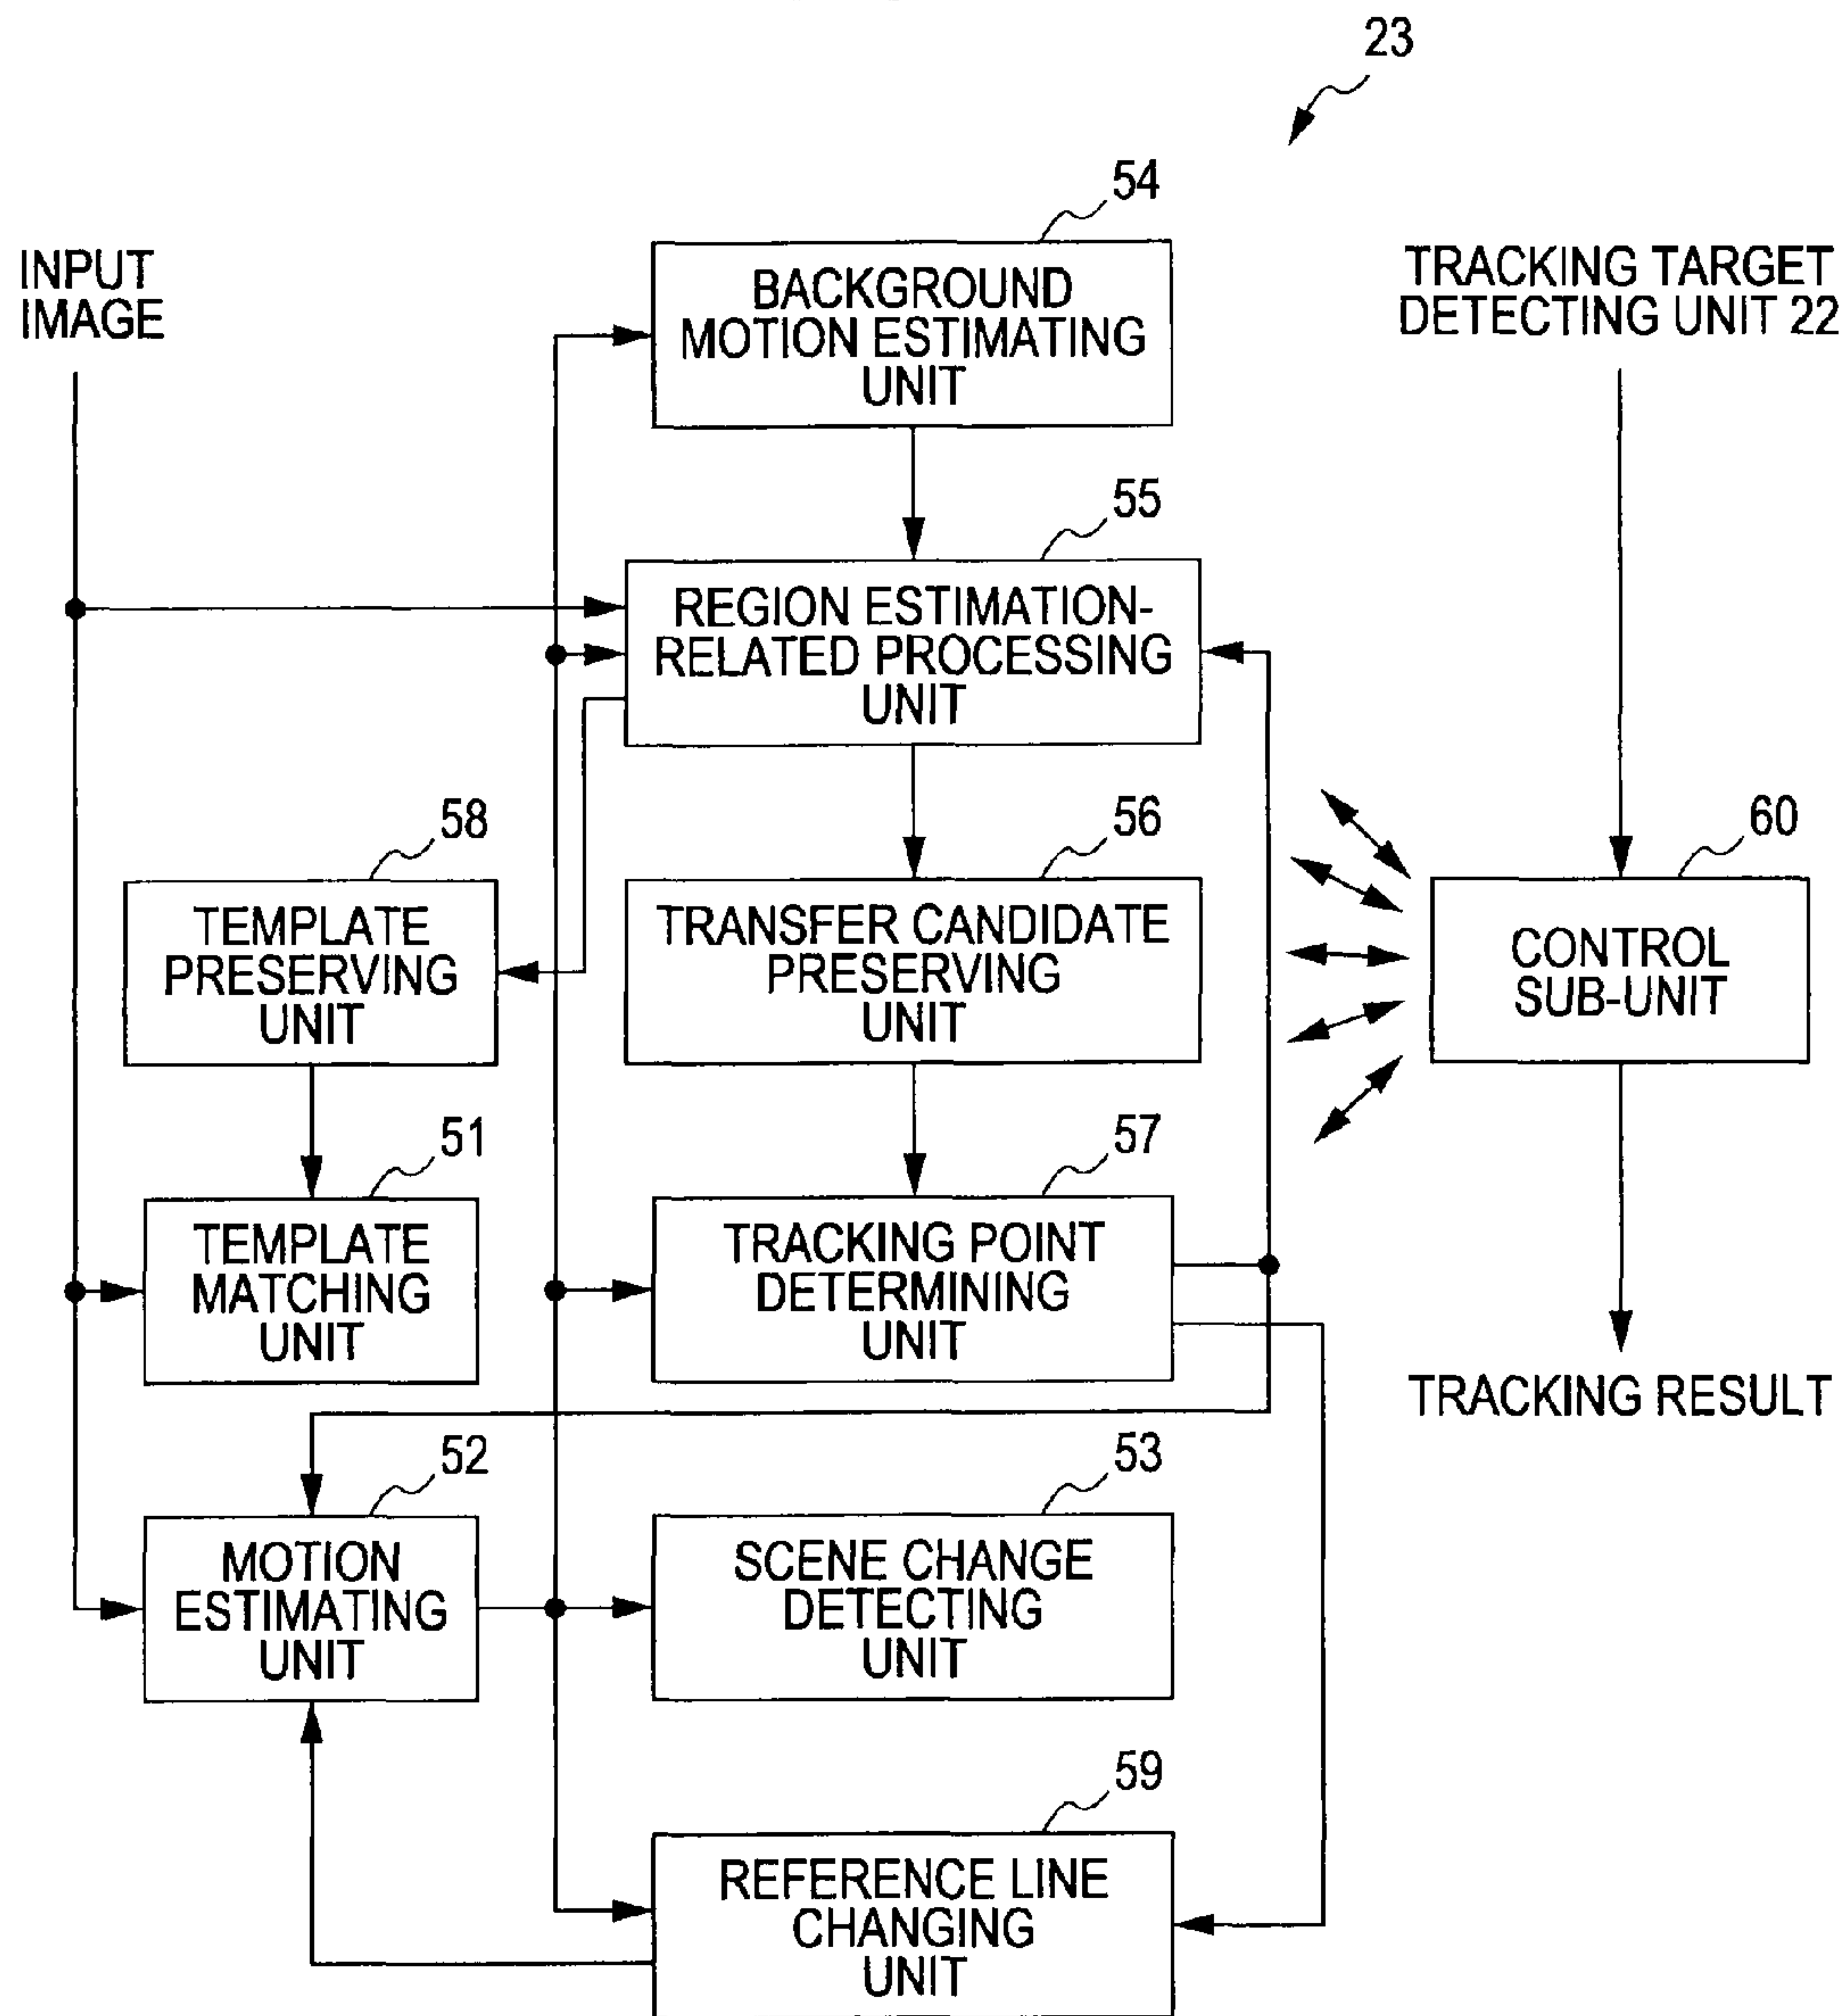 23
54
INPUT
IMAGE
BACKGROUND
MOTION ESTIMATING
UNIT
TRACKING TARGET
DETECTING UNIT 22
55
REGION ESTIMATION-
RELATED PROCESSING
UNIT
58
56
60
TEMPLATE
PRESERVING
UNIT
TRANSFER CANDIDATE
PRESERVING
UNIT
CONTROL
SUB-UNIT
51
57
TEMPLATE
MATCHING
UNIT
TRACKING POINT
DETERMINING
UNIT
TRACKING RESULT
52
53
MOTION
ESTIMATING
UNIT
SCENE CHANGE
DETECTING
UNIT
59
REFERENCE LINE
CHANGING
UNIT